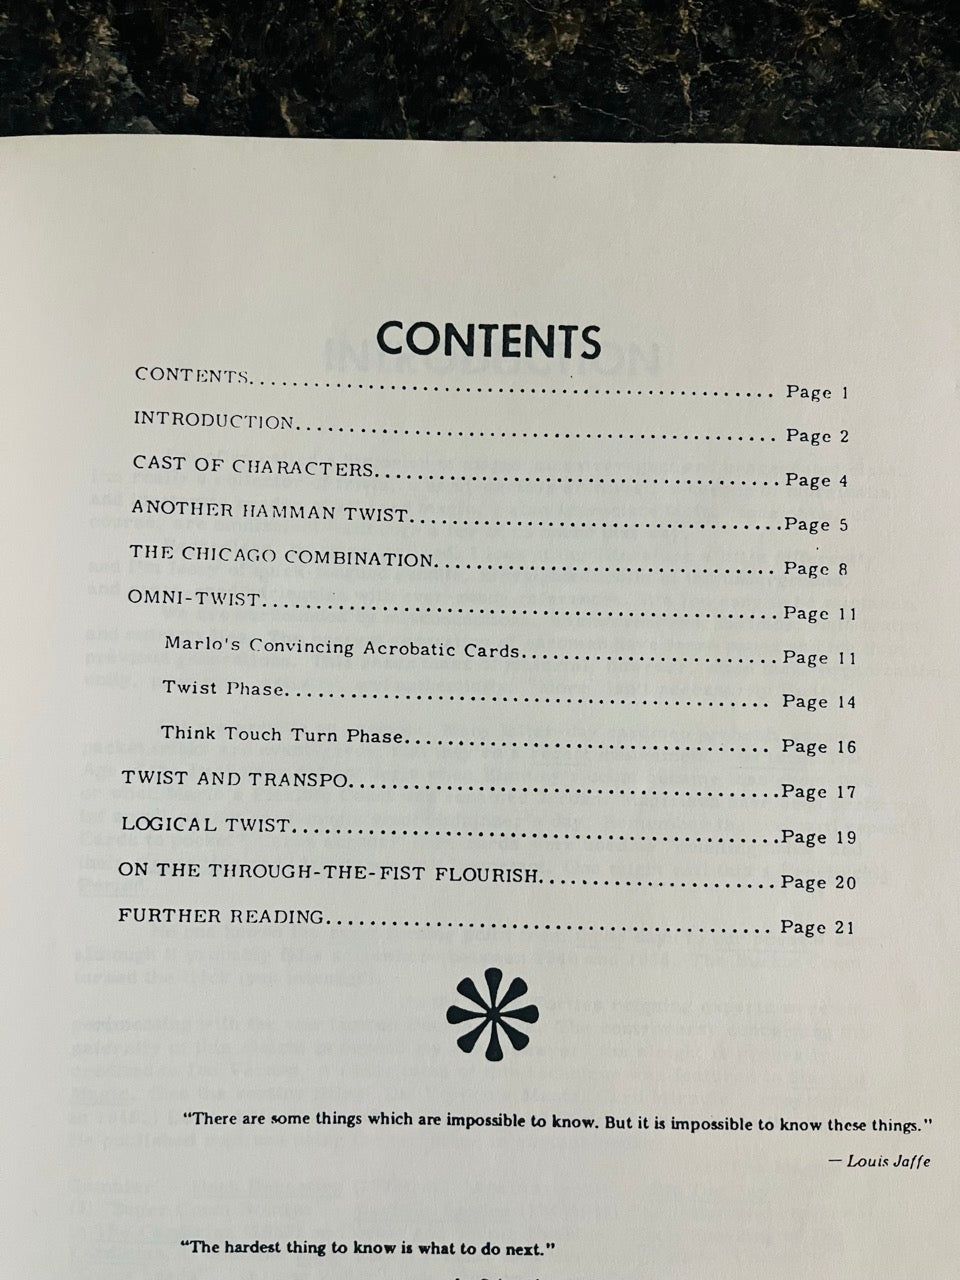 CONTENTS
CONTENTS.................................................. Page 1
INTRODUCTION.............................................. Page 2
CAST OF CHARACTERS.......................................Page 4
ANOTHER HAMMAN TWIST.....................................Page 5
THE CHICAGO COMBINATION................................. Page 8
OMNI-TWIST................................................. Page 11
Marlo's Convincing Acrobatic Cards.........................Page 11
Twist Phase............................................... Page 14
Think Touch Turn Phase................................... Page 16
TWIST AND TRANSPO.........................................Page 17
LOGICAL TWIST..............................................Page 19
ON THE THROUGH-THE-FIST FLOURISH.......................Page 20
FURTHER READING........................................... Page 21
“There are some things which are impossible to know. But it is impossible to know these things.”
— Louis Jaffe
“The hardest thing to know is what to do next.”